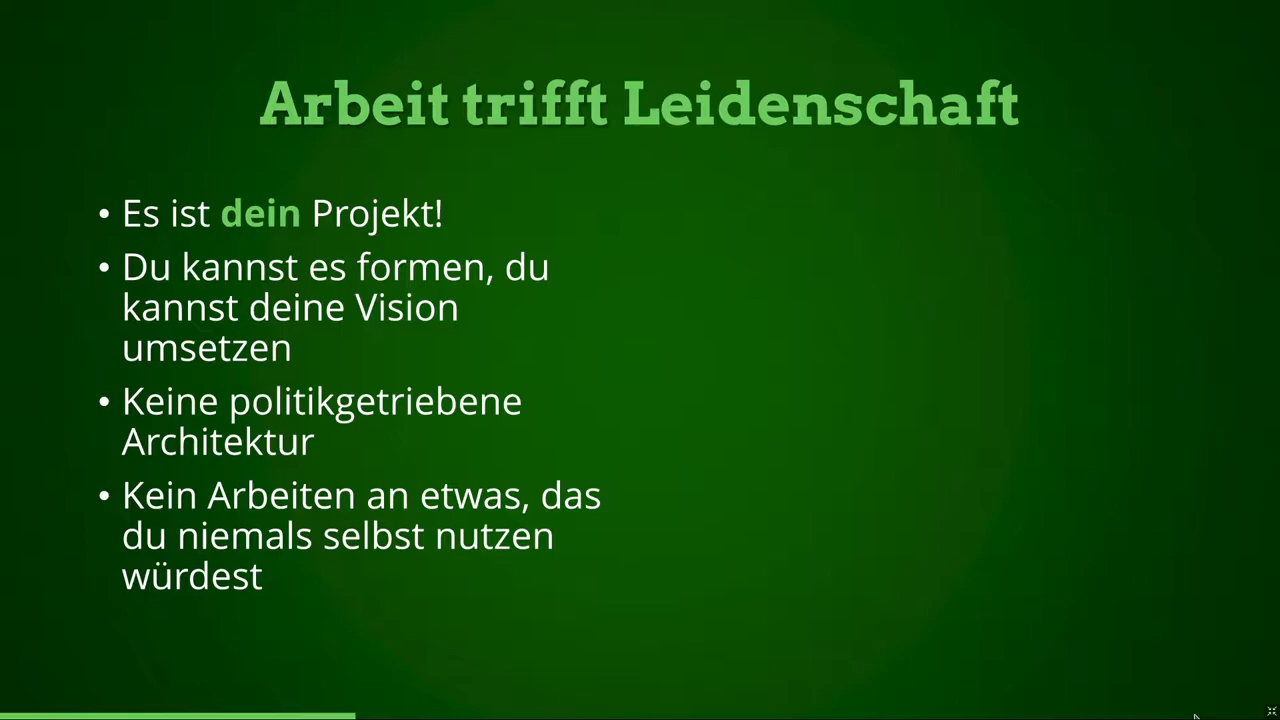 Arbeit trifft Leidenschaft
• Es ist dein Projekt!
• Du kannst es formen, du
kannst deine Vision
umsetzen
• Keine politikgetriebene
Architektur
• Kein Arbeiten an etwas, das
du niemals selbst nutzen
würdest